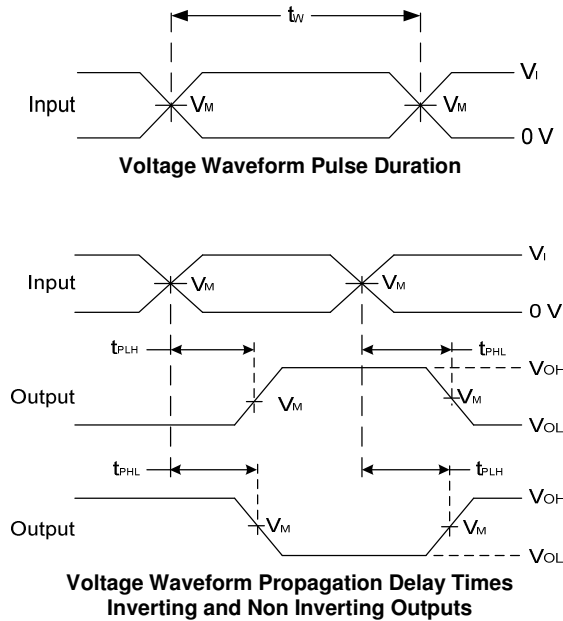 tW
VI
Input
VM
VM
0 V
Voltage Waveform Pulse Duration
VI
Input
VM
VM
0 V
tPLH
tPHL
VOH
Output
VM
VM
VOL
tPHL
tPLH
VOH
Output
VM
VM
VOL
Voltage Waveform Propagation Delay Times
Inverting and Non Inverting Outputs